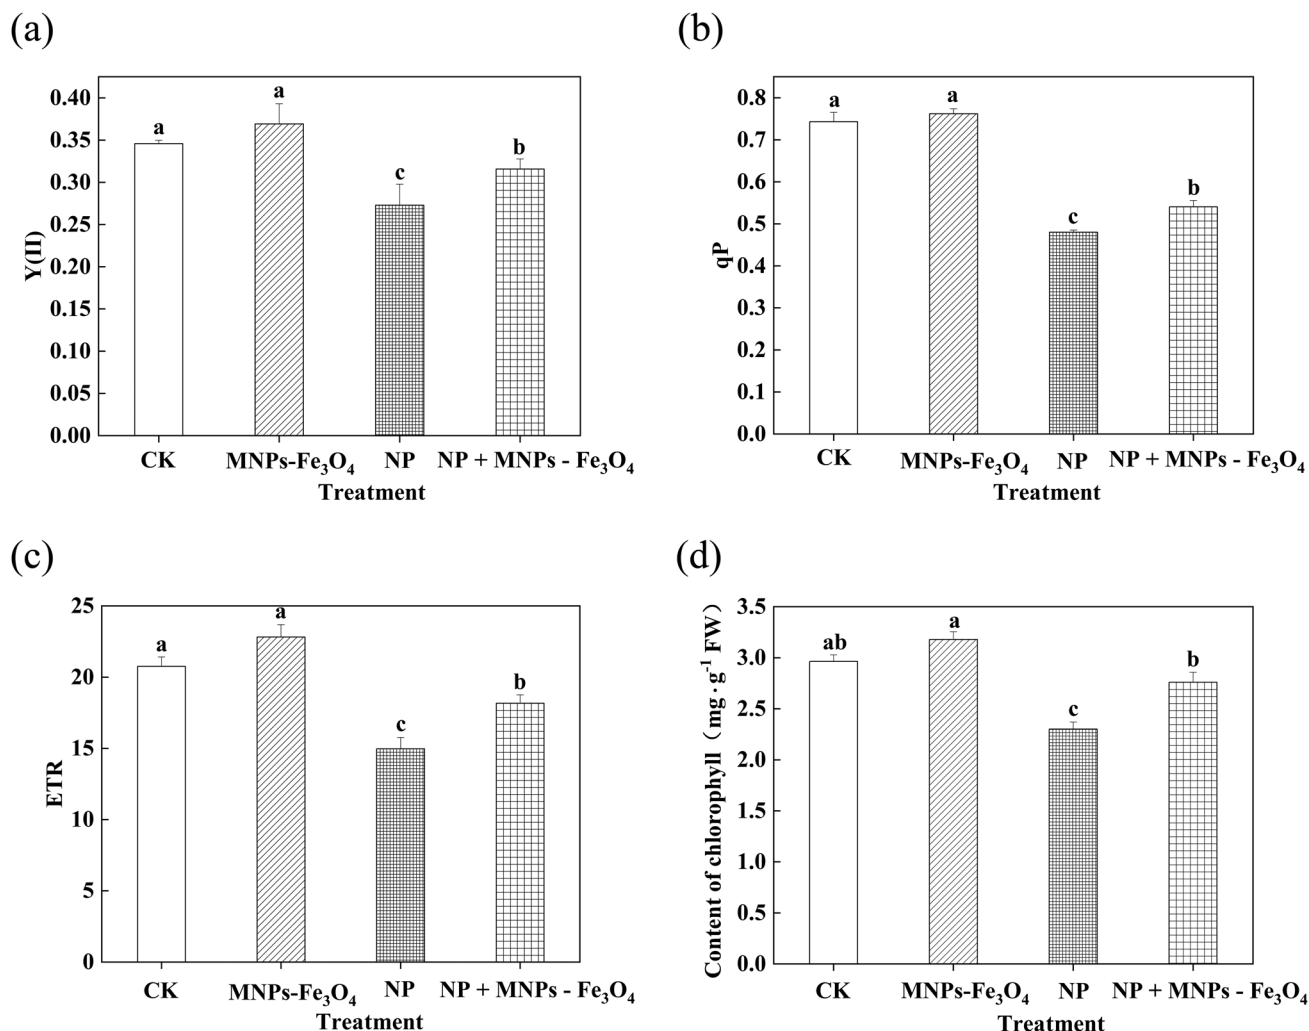 (a)
0.40
0.35
0.30
0.25
0.20
0.15
0.10
0.05
0.00
Y(II)
a
a
c
b
CK
MNPs-Fe₃O₄
NP
NP + MNPs - Fe₃O₄
Treatment
(b)
0.8
0.7
0.6
0.5
0.4
0.3
0.2
0.1
0.0
qP
a
a
c
b
CK
MNPs-Fe₃O₄
NP
NP + MNPs - Fe₃O₄
Treatment
(c)
25
20
15
10
5
0
ETR
a
a
c
b
CK
MNPs-Fe₃O₄
NP
NP + MNPs - Fe₃O₄
Treatment
(d)
3.5
3.0
2.5
2.0
1.5
1.0
0.5
0.0
Content of chlorophyll（mg·g⁻¹ FW）
ab
a
c
b
CK
MNPs-Fe₃O₄
NP
NP + MNPs - Fe₃O₄
Treatment